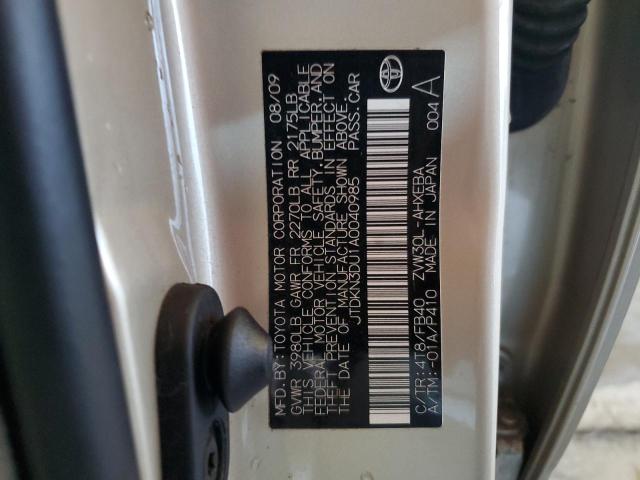 MFD.BY:TOYOTA MOTOR CORPORATION 08/09
GVWR 3980LB GAWR FR 2270LB RR 2175LB
THIS VEHICLE CONFORMS TO ALL APPLICABLE
FEDERAL MOTOR VEHICLE SAFETY, BUMPER, AND
THEFT PREVENTION STANDARDS IN EFFECT ON
THE DATE OF MANUFACTURE SHOWN ABOVE.
JTDKN3DU1A0040985 PASS.CAR
C/TR:4T8/FB40 ZVW30L-AHXEBA
A/TM:-01A/P410 MADE IN JAPAN 004 A